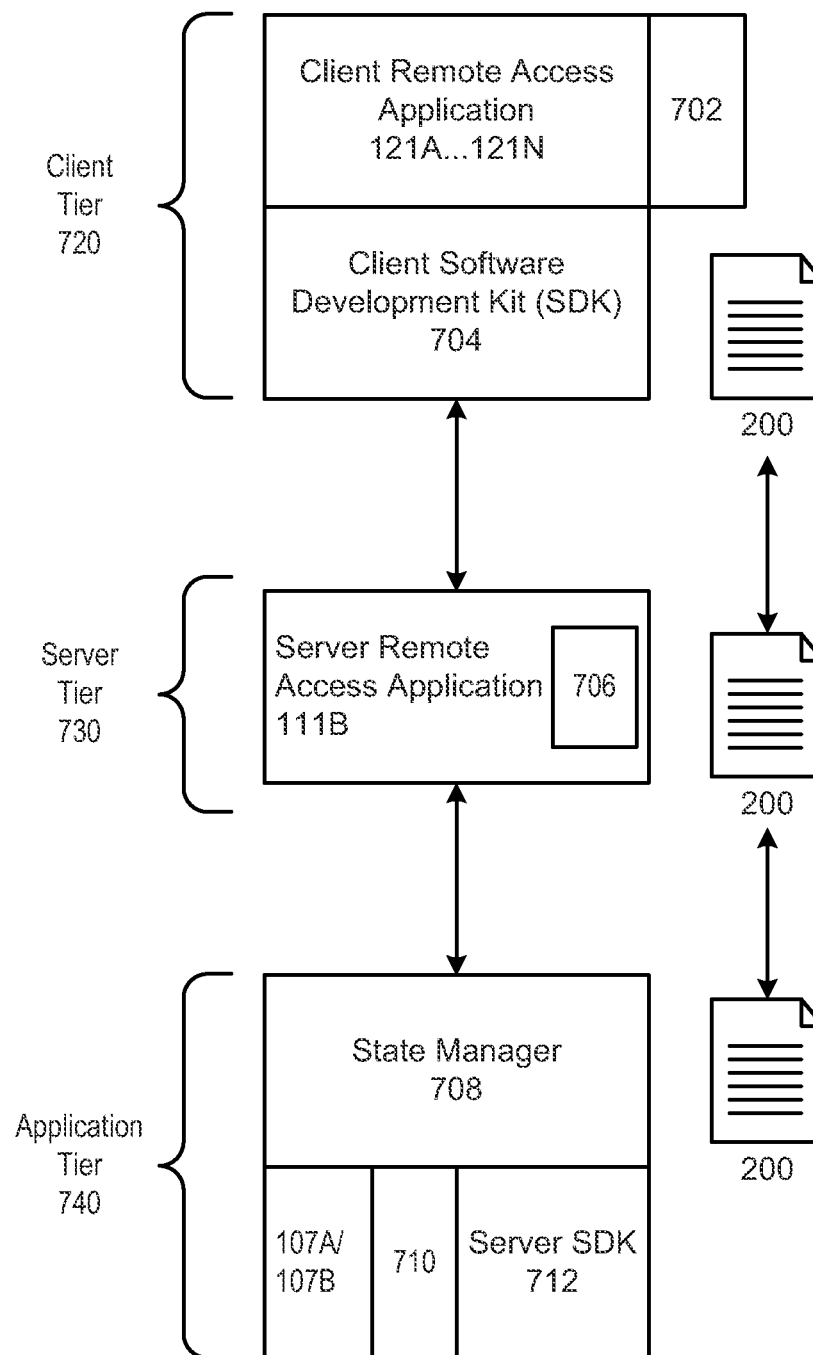 Client Remote Access
Application
121A...121N
702
Client
Tier
720
Client Software
Development Kit (SDK)
704
200
Server
Tier
730
Server Remote
Access Application
111B
706
200
State Manager
708
Application
Tier
740
200
107A/
107B
710
Server SDK
712